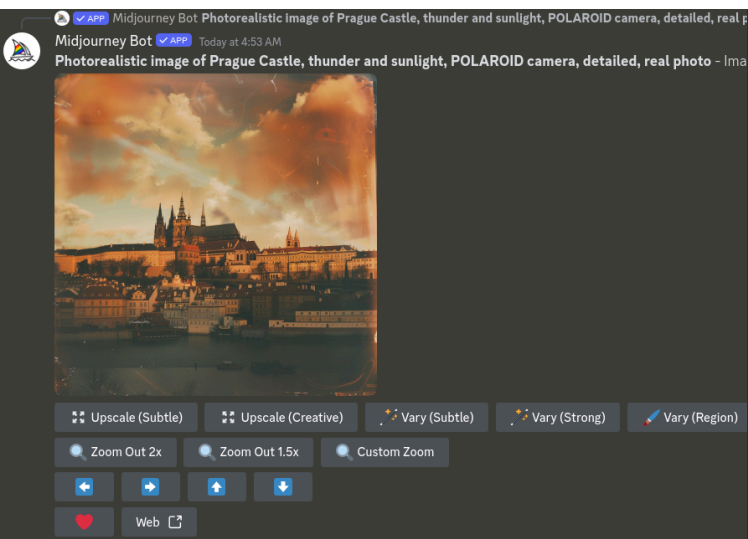 ✓ APP Midjourney Bot Photorealistic image of Prague Castle, thunder and sunlight, POLAROID camera, detailed, real
Midjourney Bot ✓ APP Today at 4:53 AM
Photorealistic image of Prague Castle, thunder and sunlight, POLAROID camera, detailed, real photo - Ima
Upscale (Subtle) Upscale (Creative) Vary (Subtle) Vary (Strong) Vary (Region)
Zoom Out 2x Zoom Out 1.5x Custom Zoom
Web